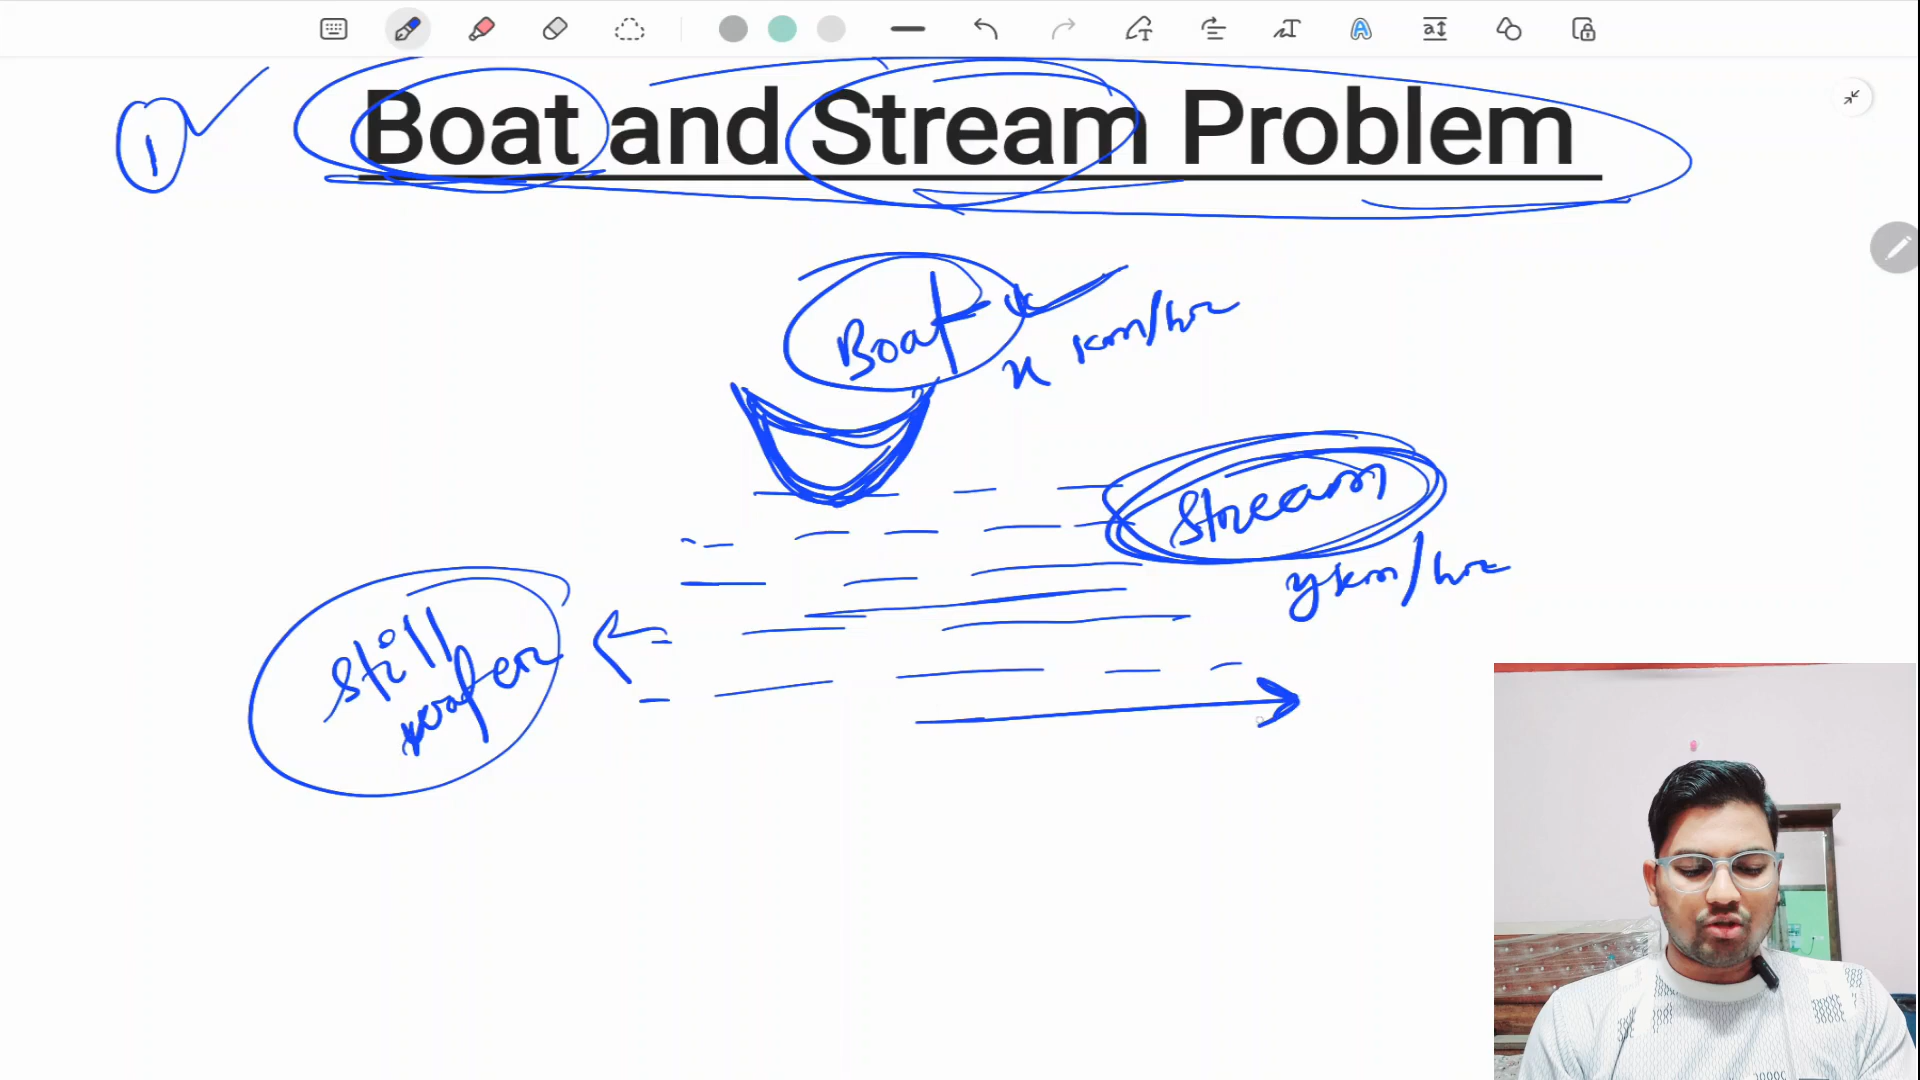 1
Boat and Stream Problem
Boat
x km/hr
Stream
y km/hr
Still
water